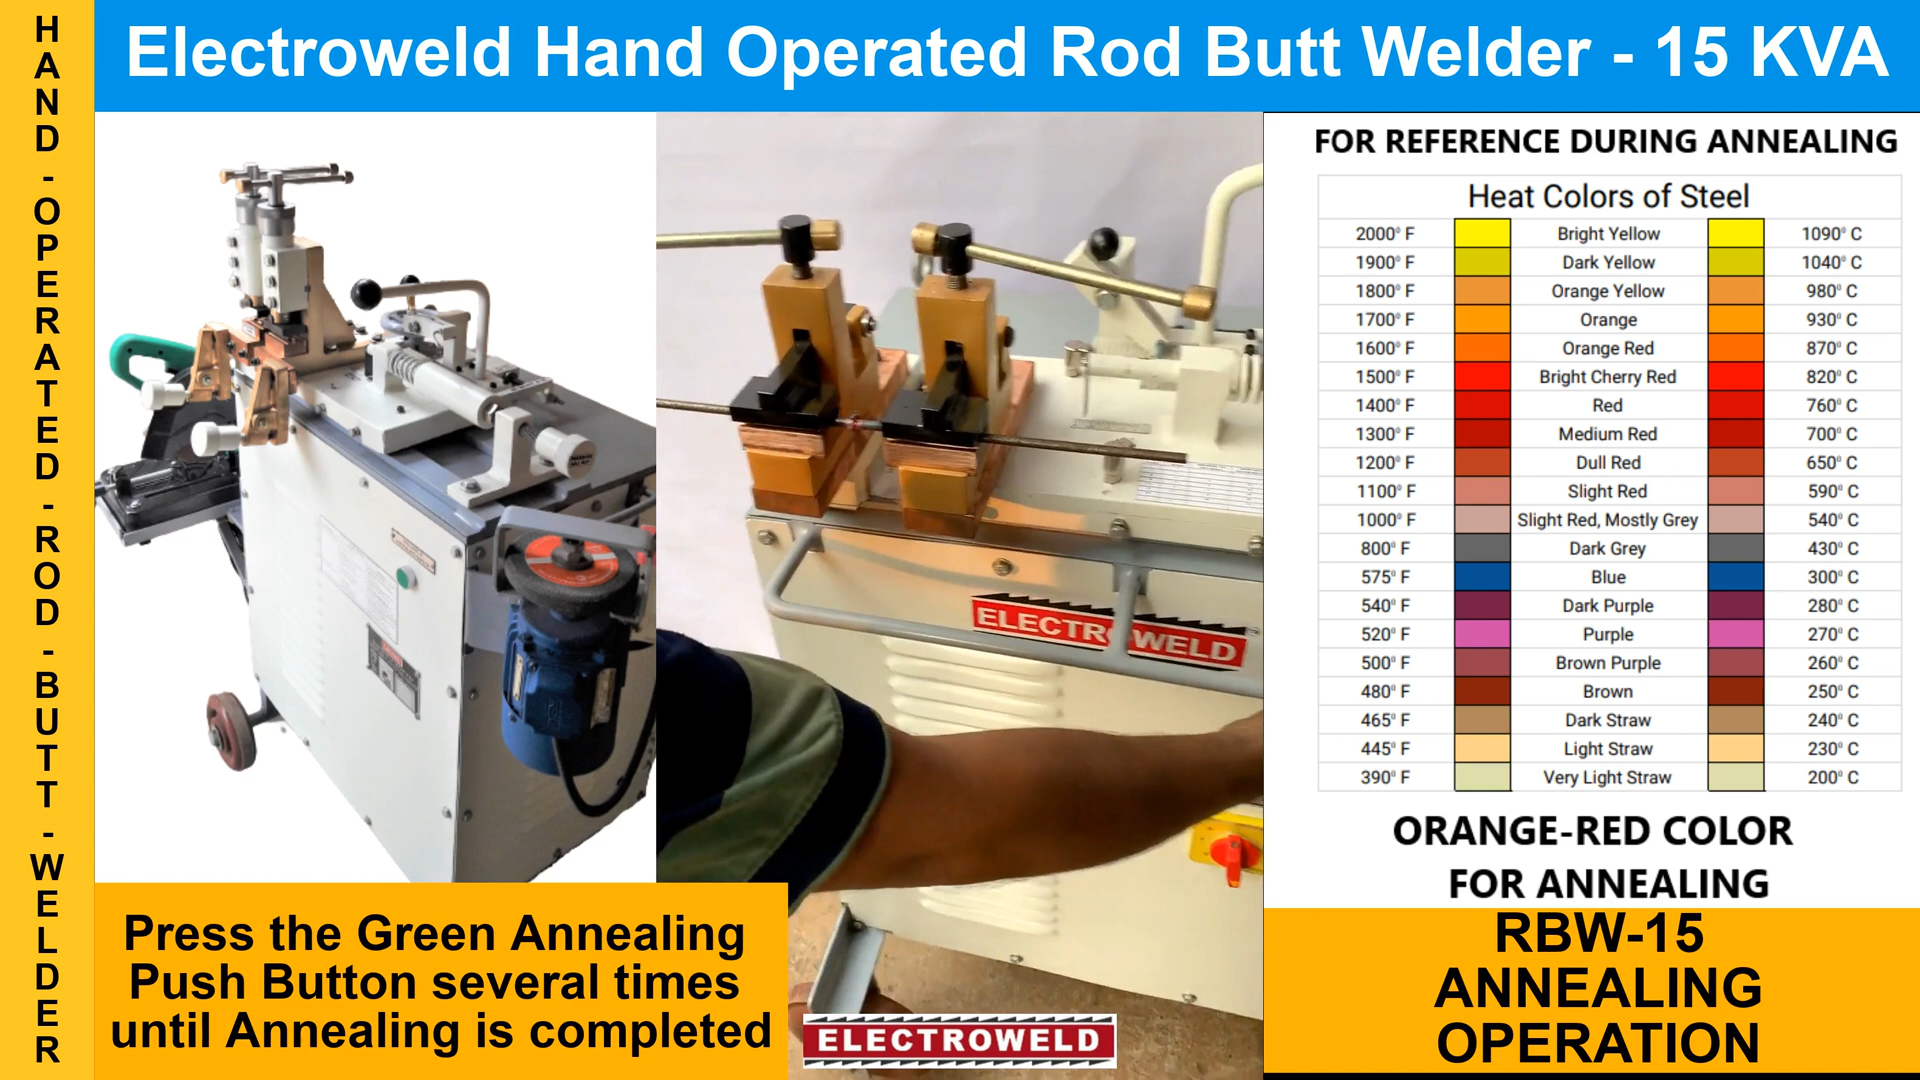 HAND-OPERATED-ROD-BUTT-WELDER
Electroweld Hand Operated Rod Butt Welder - 15 KVA
FOR REFERENCE DURING ANNEALING
Heat Colors of Steel
2000° F Bright Yellow 1090° C
1900° F Dark Yellow 1040° C
1800° F Orange Yellow 980° C
1700° F Orange 930° C
1600° F Orange Red 870° C
1500° F Bright Cherry Red 820° C
1400° F Red 760° C
1300° F Medium Red 700° C
1200° F Dull Red 650° C
1100° F Slight Red 590° C
1000° F Slight Red, Mostly Grey 540° C
800° F Dark Grey 430° C
575° F Blue 300° C
540° F Dark Purple 280° C
520° F Purple 270° C
500° F Brown Purple 260° C
480° F Brown 250° C
465° F Dark Straw 240° C
445° F Light Straw 230° C
390° F Very Light Straw 200° C
ORANGE-RED COLOR
FOR ANNEALING
RBW-15
ANNEALING
OPERATION
ELECTROWELD
Press the Green Annealing
Push Button several times
until Annealing is completed
ELECTROWELD